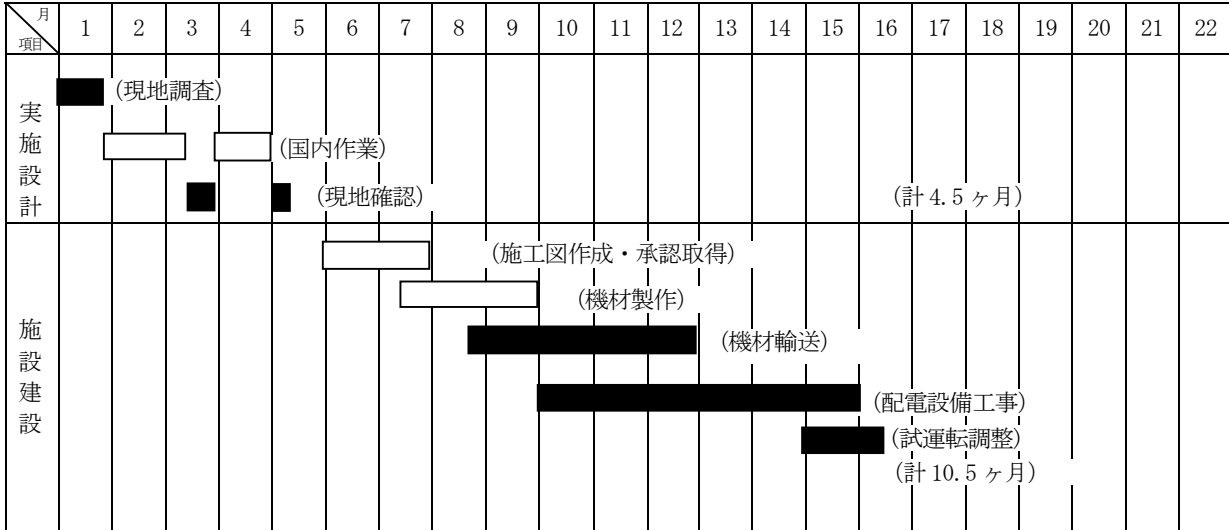 月
項目
1 2 3 4 5 6 7 8 9 10 11 12 13 14 15 16 17 18 19 20 21 22
実施設計
(現地調査)
(国内作業)
(現地確認)
(計 4.5 ヶ月)
施設建設
(施工図作成・承認取得)
(機材製作)
(機材輸送)
(配電設備工事)
(試運転調整)
(計 10.5 ヶ月)